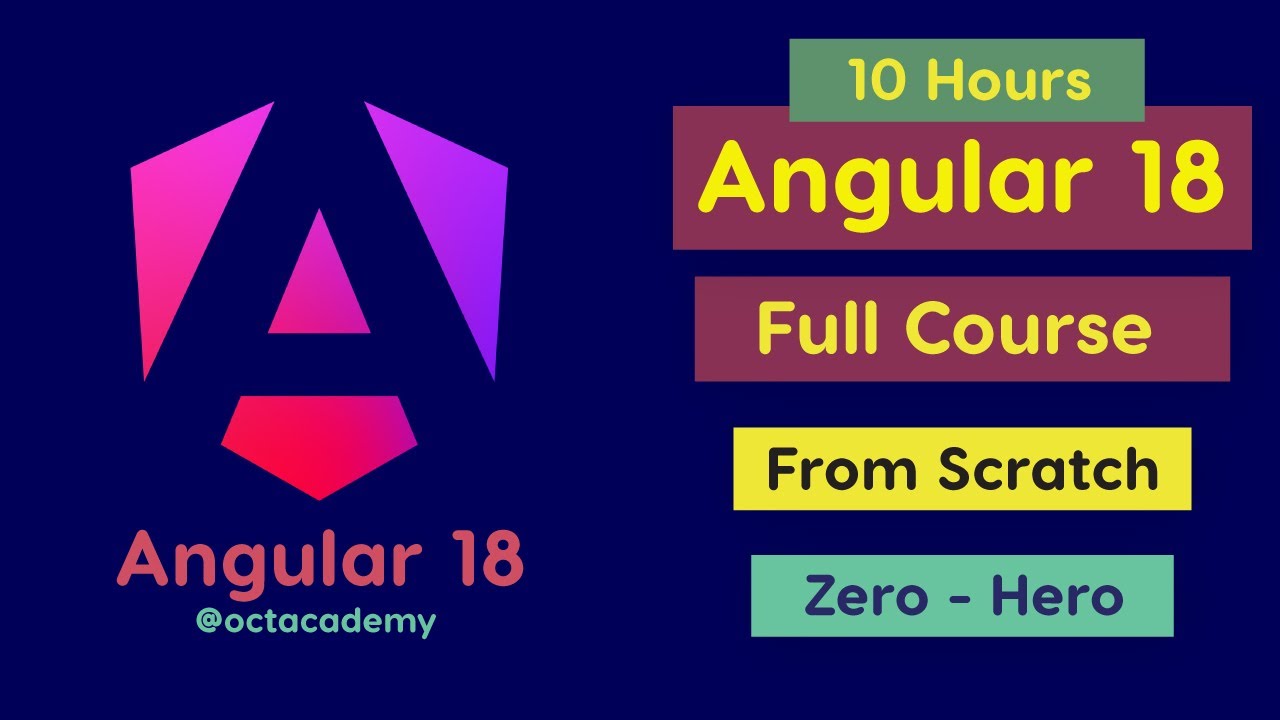 10 Hours
Angular 18
Full Course
From Scratch
Zero - Hero
Angular 18
@octacademy